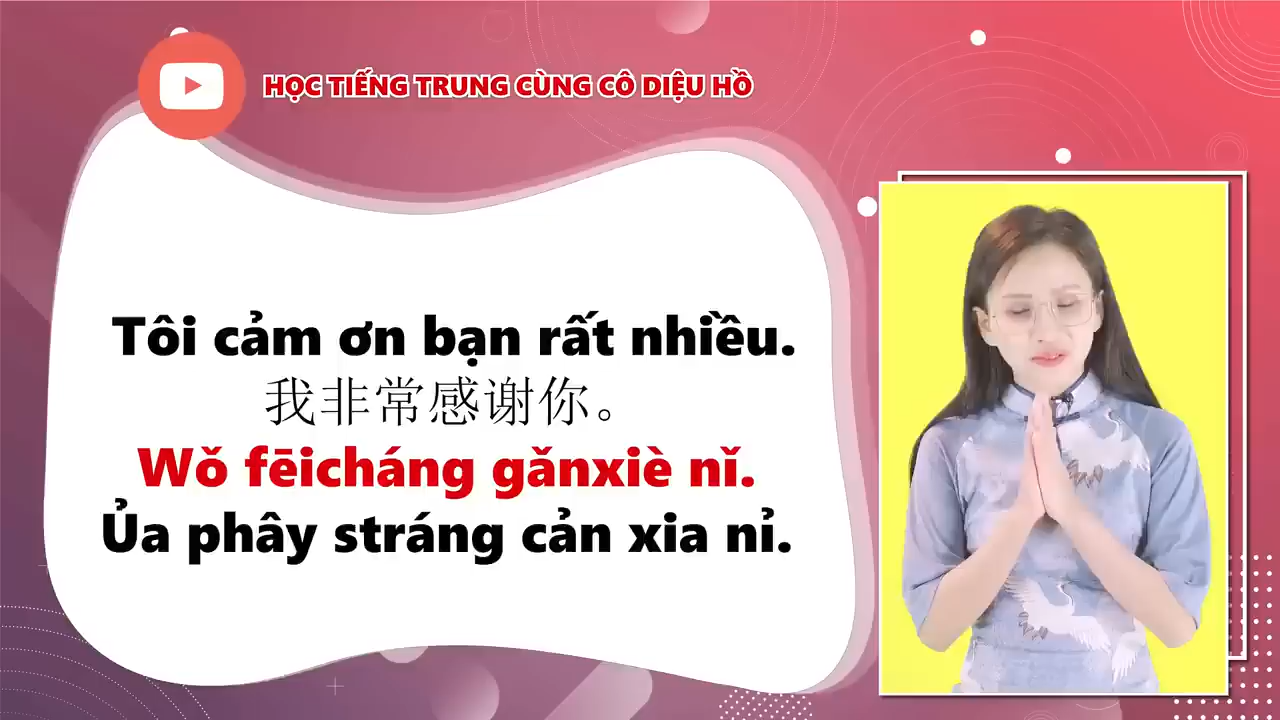 HỌC TIẾNG TRUNG CÙNG CÔ DIỆU HỒ
Tôi cảm ơn bạn rất nhiều.
我非常感谢你。
Wǒ fēicháng gǎnxiè nǐ.
Ủa phây stráng cản xia nỉ.